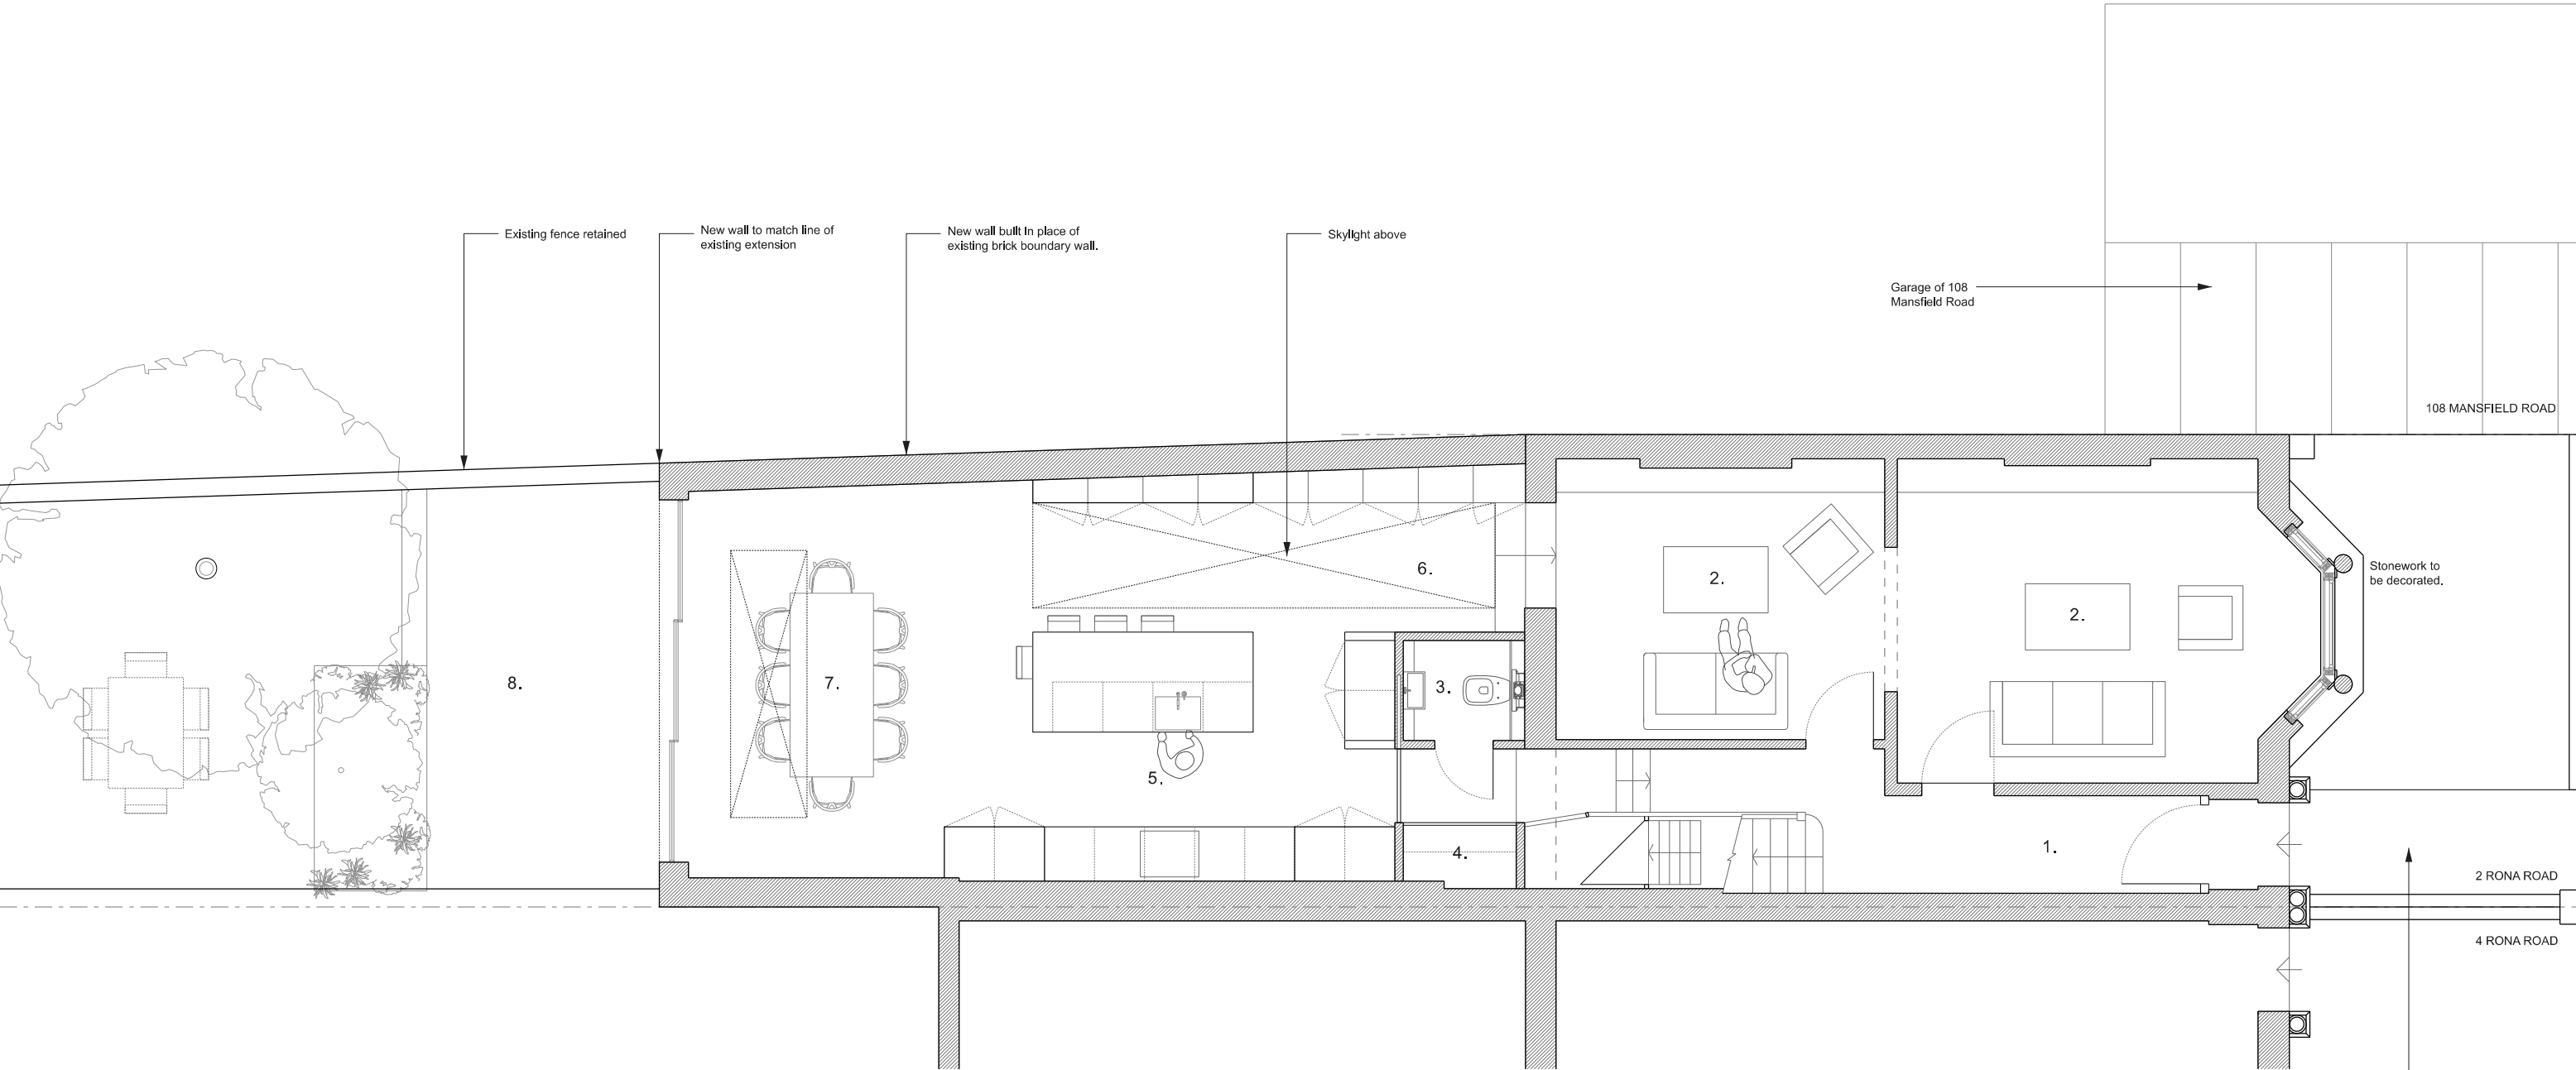 Existing fence retained
New wall to match line of
existing extension
New wall built in place of
existing brick boundary wall.
Skylight above
Garage of 108
Mansfield Road
108 MANSFIELD ROAD
Stonework to
be decorated.
6.
2.
2.
3.
8.
7.
5.
4.
1.
2 RONA ROAD
4 RONA ROAD